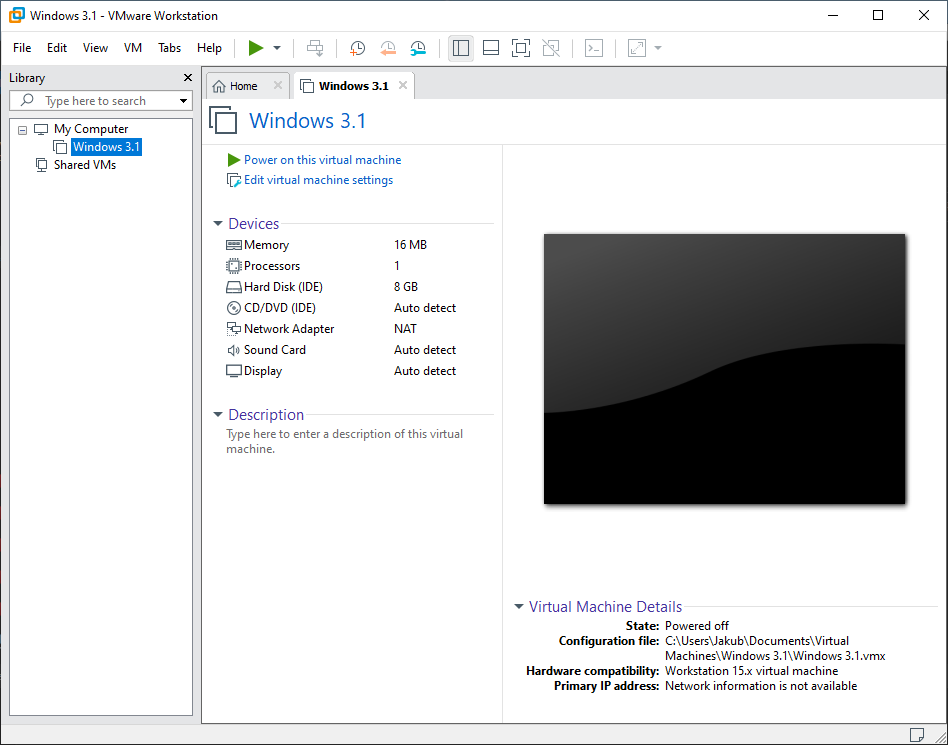 Windows 3.1 - VMware Workstation
File Edit View VM Tabs Help
Library
Type here to search
My Computer
Windows 3.1
Shared VMs
Home
Windows 3.1
Windows 3.1
Power on this virtual machine
Edit virtual machine settings
Devices
Memory 16 MB
Processors 1
Hard Disk (IDE) 8 GB
CD/DVD (IDE) Auto detect
Network Adapter NAT
Sound Card Auto detect
Display Auto detect
Description
Type here to enter a description of this virtual
machine.
Virtual Machine Details
State: Powered off
Configuration file: C:\Users\Jakub\Documents\Virtual
Machines\Windows 3.1\Windows 3.1.vmx
Hardware compatibility: Workstation 15.x virtual machine
Primary IP address: Network information is not available